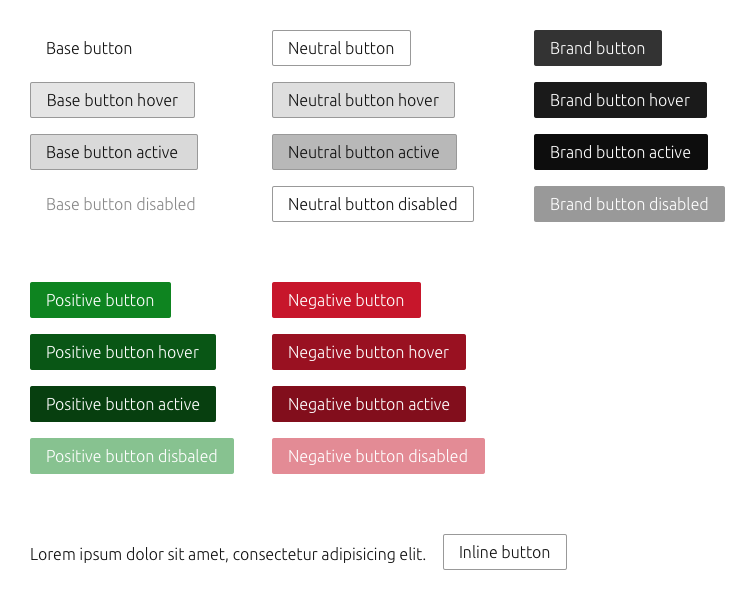 Base button
Neutral button
Brand button
Base button hover
Neutral button hover
Brand button hover
Base button active
Neutral button active
Brand button active
Base button disabled
Neutral button disabled
Brand button disabled
Positive button
Negative button
Positive button hover
Negative button hover
Positive button active
Negative button active
Positive button disbaled
Negative button disabled
Lorem ipsum dolor sit amet, consectetur adipisicing elit.
Inline button